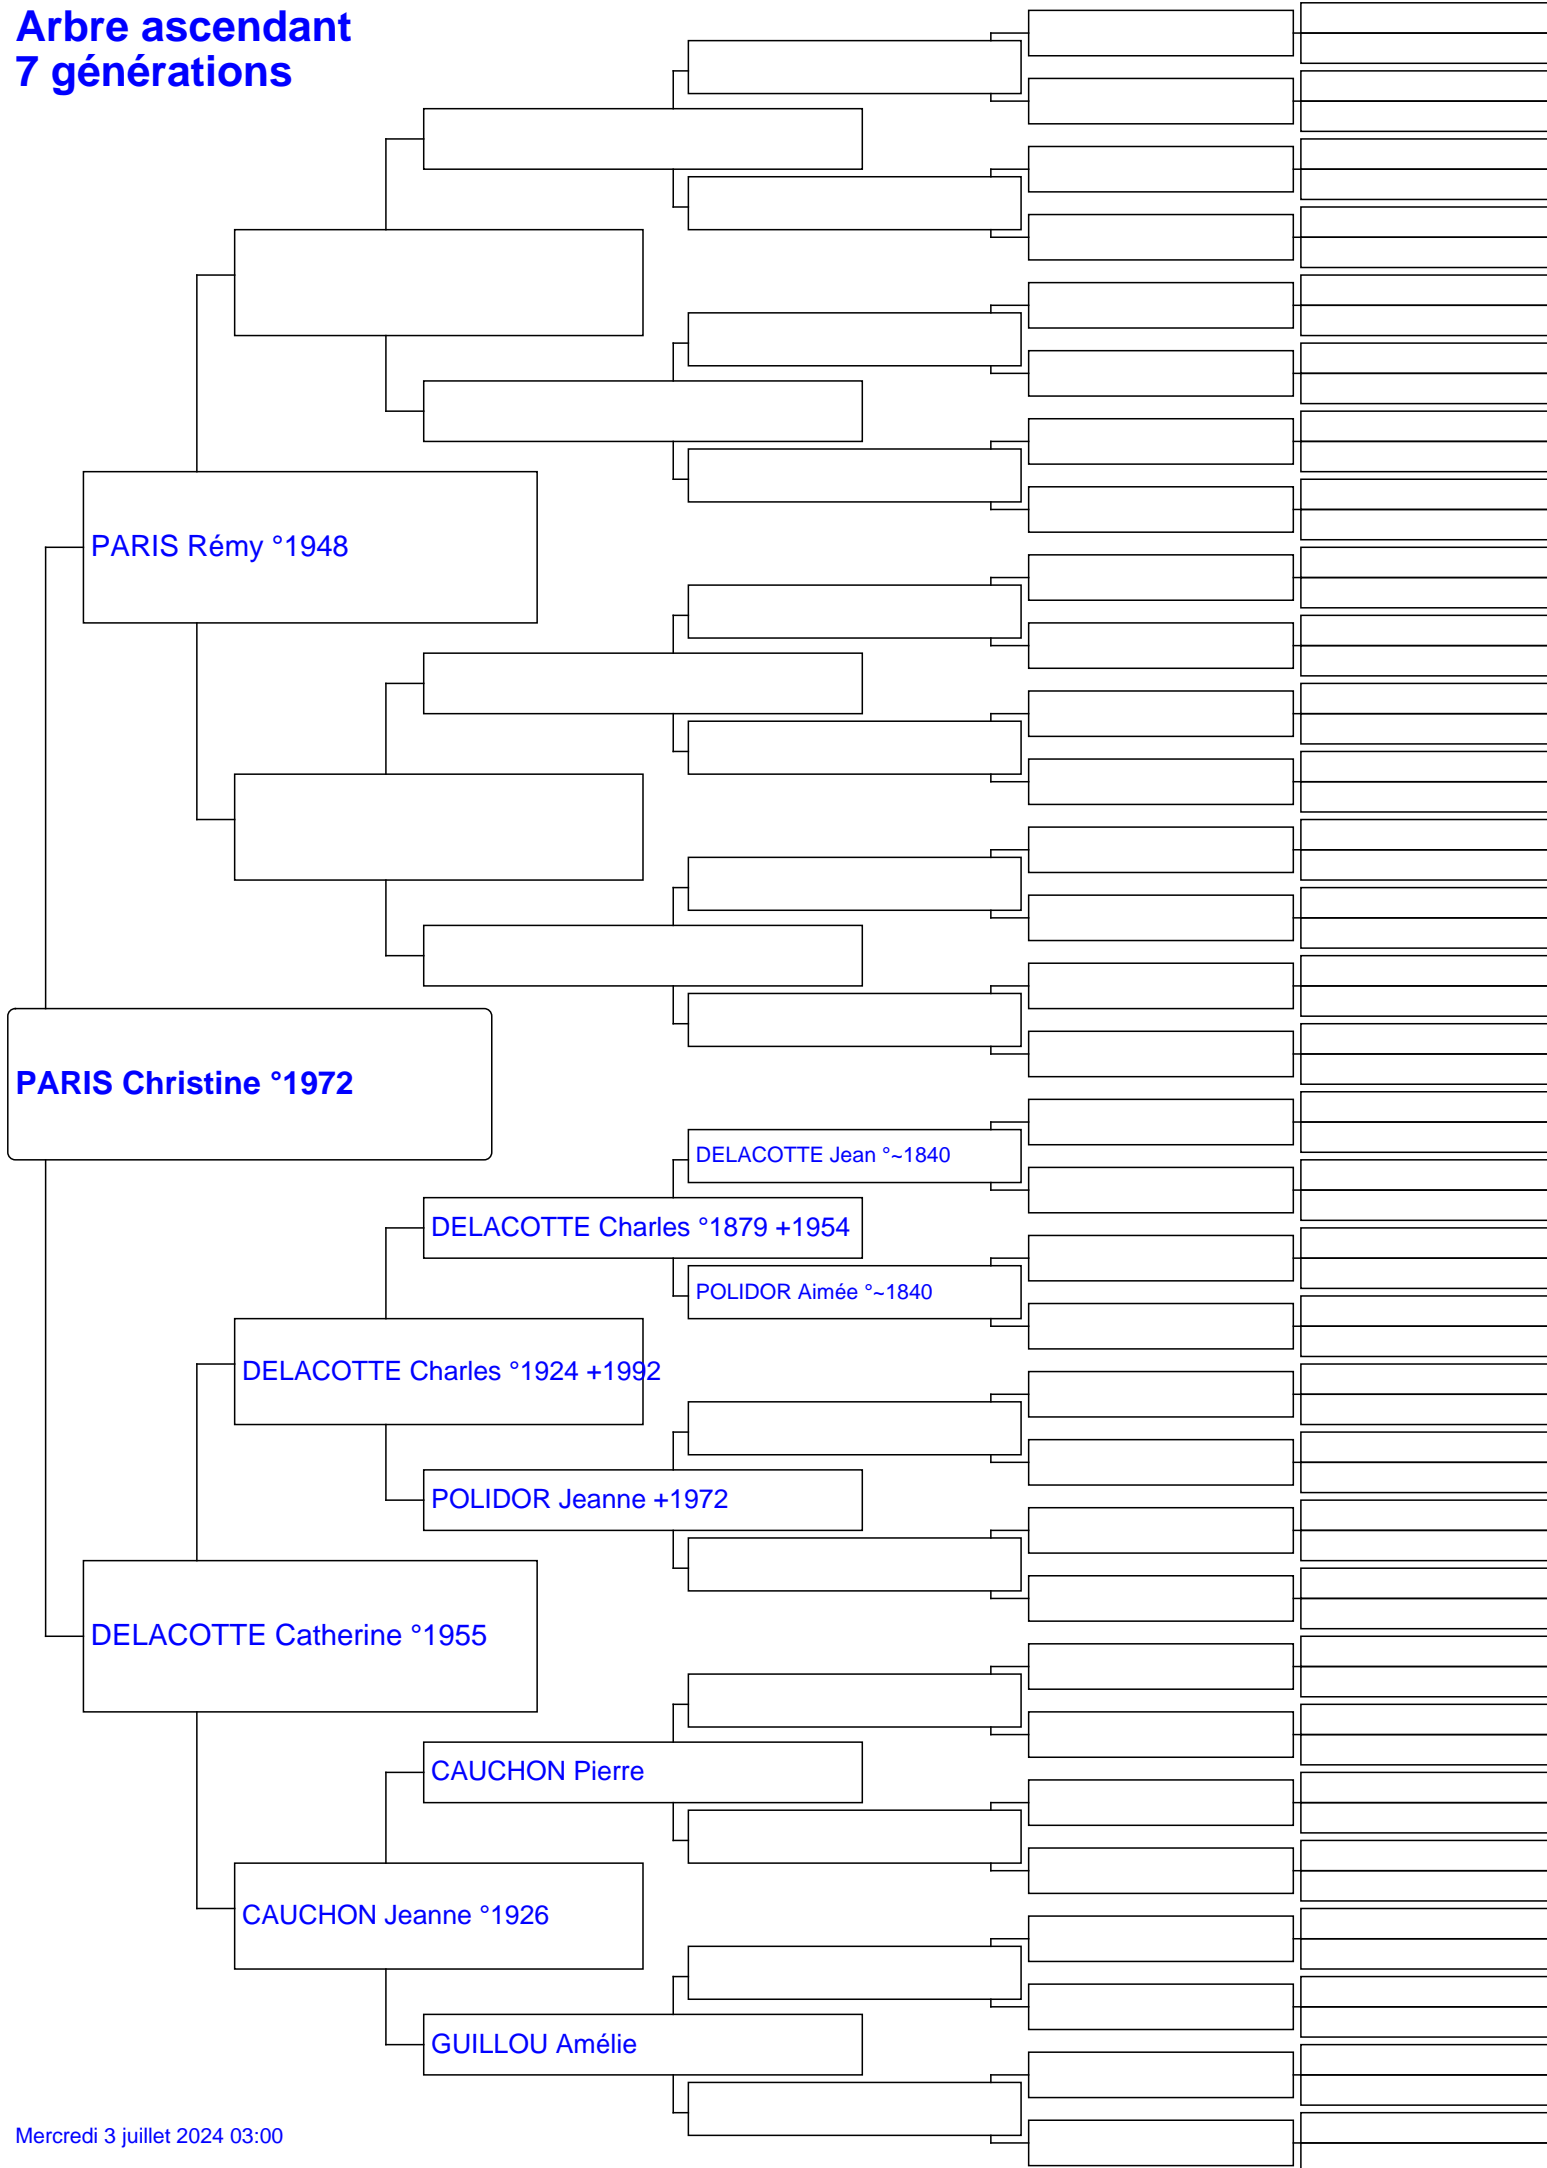 Arbre ascendant
7 générations
PARIS Rémy °1948
PARIS Christine °1972
DELACOTTE Jean °~1840
DELACOTTE Charles °1879 +1954
POLIDOR Aimée °~1840
DELACOTTE Charles °1924 +1992
POLIDOR Jeanne +1972
DELACOTTE Catherine °1955
CAUCHON Pierre
CAUCHON Jeanne °1926
GUILLOU Amélie
Mercredi 3 juillet 2024 03:00